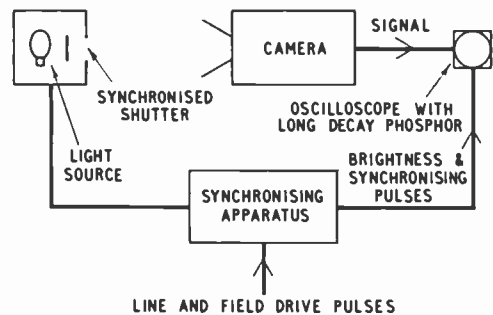 SIGNAL
CAMERA
SYNCHRONISED
SHUTTER
OSCILLOSCOPE WITH
LONG DECAY PHOSPHOR
LIGHT
SOURCE
BRIGHTNESS &
SYNCHRONISING
PULSES
SYNCHRONISING
APPARATUS
LINE AND FIELD DRIVE PULSES